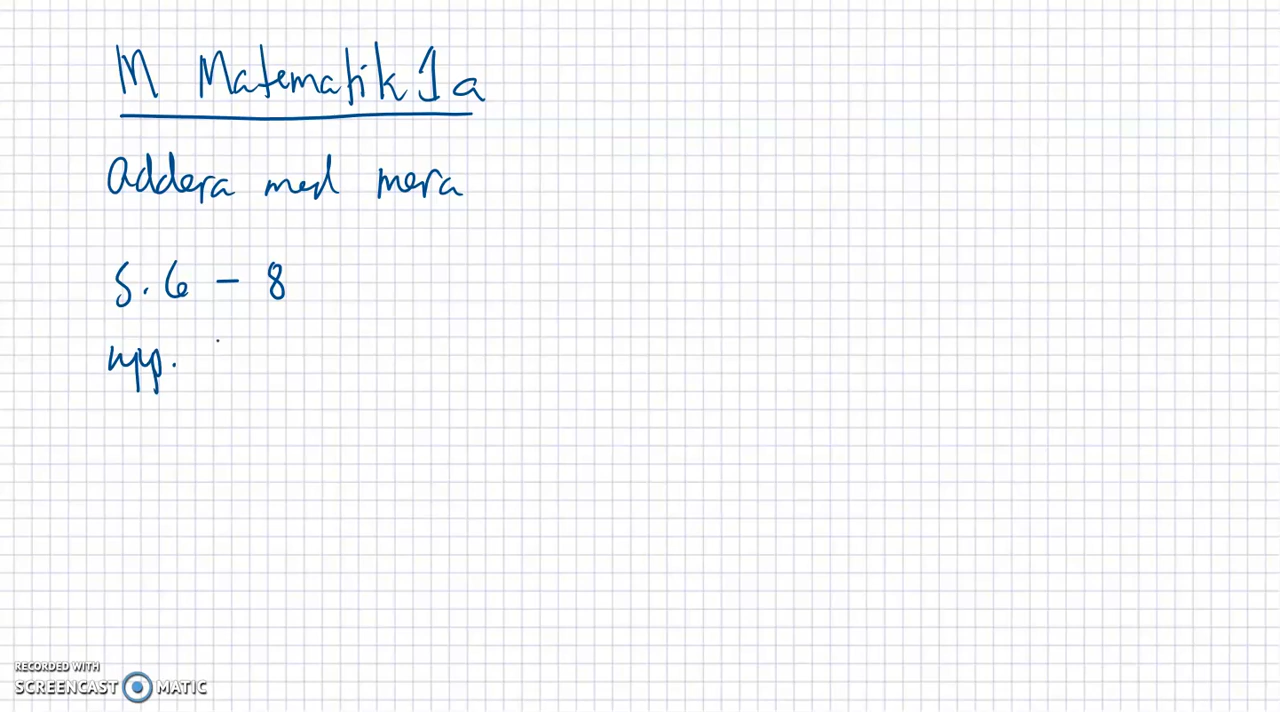 M Matematik 1a
Addera med mera
s. 6 - 8
upp.
RECORDED WITH
SCREENCAST MATIC